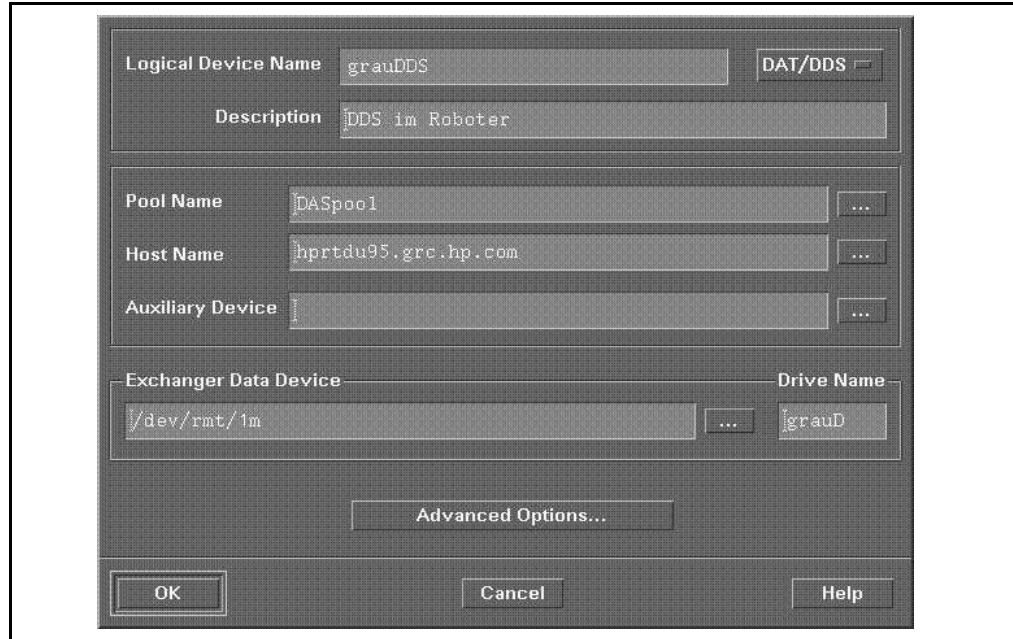 Logical Device Name grauDDS DAT/DDS
Description DDS im Roboter
Pool Name DASpool ...
Host Name hprtdu95.grc.hp.com ...
Auxiliary Device ...
Exchanger Data Device Drive Name
/dev/rmt/1m ... grauD
Advanced Options...
OK Cancel Help